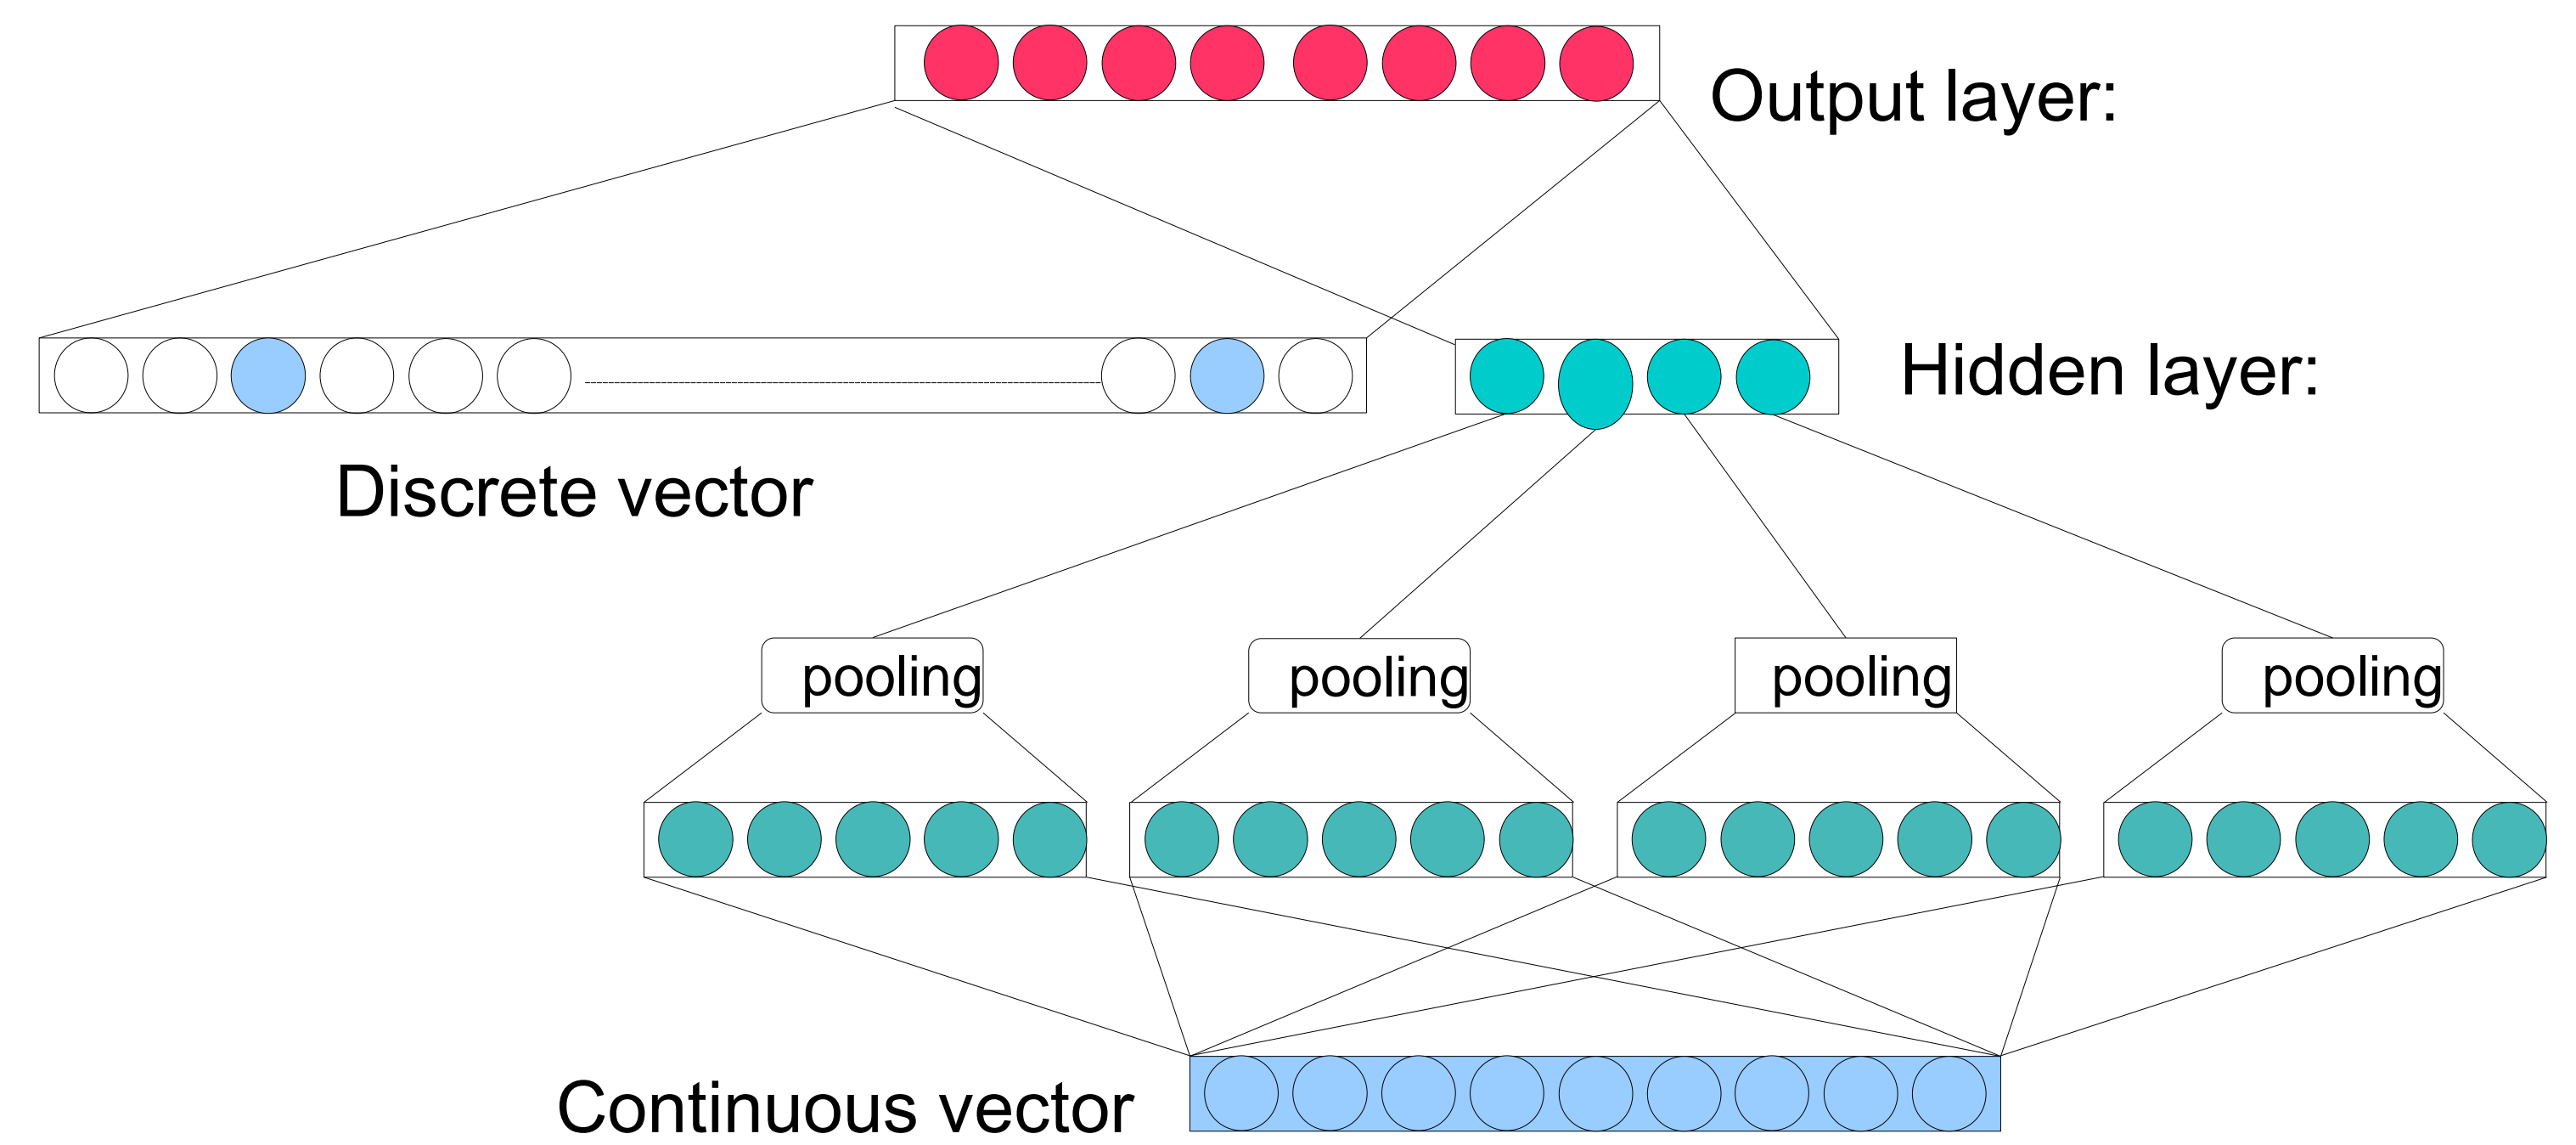 Output layer:
Hidden layer:
Discrete vector
pooling
pooling
pooling
pooling
Continuous vector